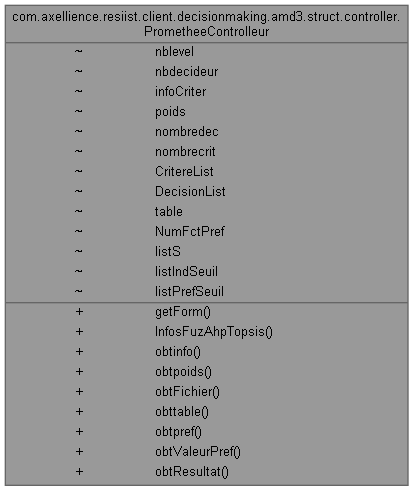 com.axellience.resiist.client.decisionmaking.amd3.struct.controller.
PrometheeControlleur
~ nblevel
~ nbdecideur
~ infoCriter
~ poids
~ nombredec
~ nombrecrit
~ CritereList
~ DecisionList
~ table
~ NumFctPref
~ listS
~ listIndSeuil
~ listPrefSeuil
+ getForm()
+ InfosFuzAhpTopsis()
+ obtinfo()
+ obtpoids()
+ obtFichier()
+ obttable()
+ obtpref()
+ obtValeurPref()
+ obtResultat()